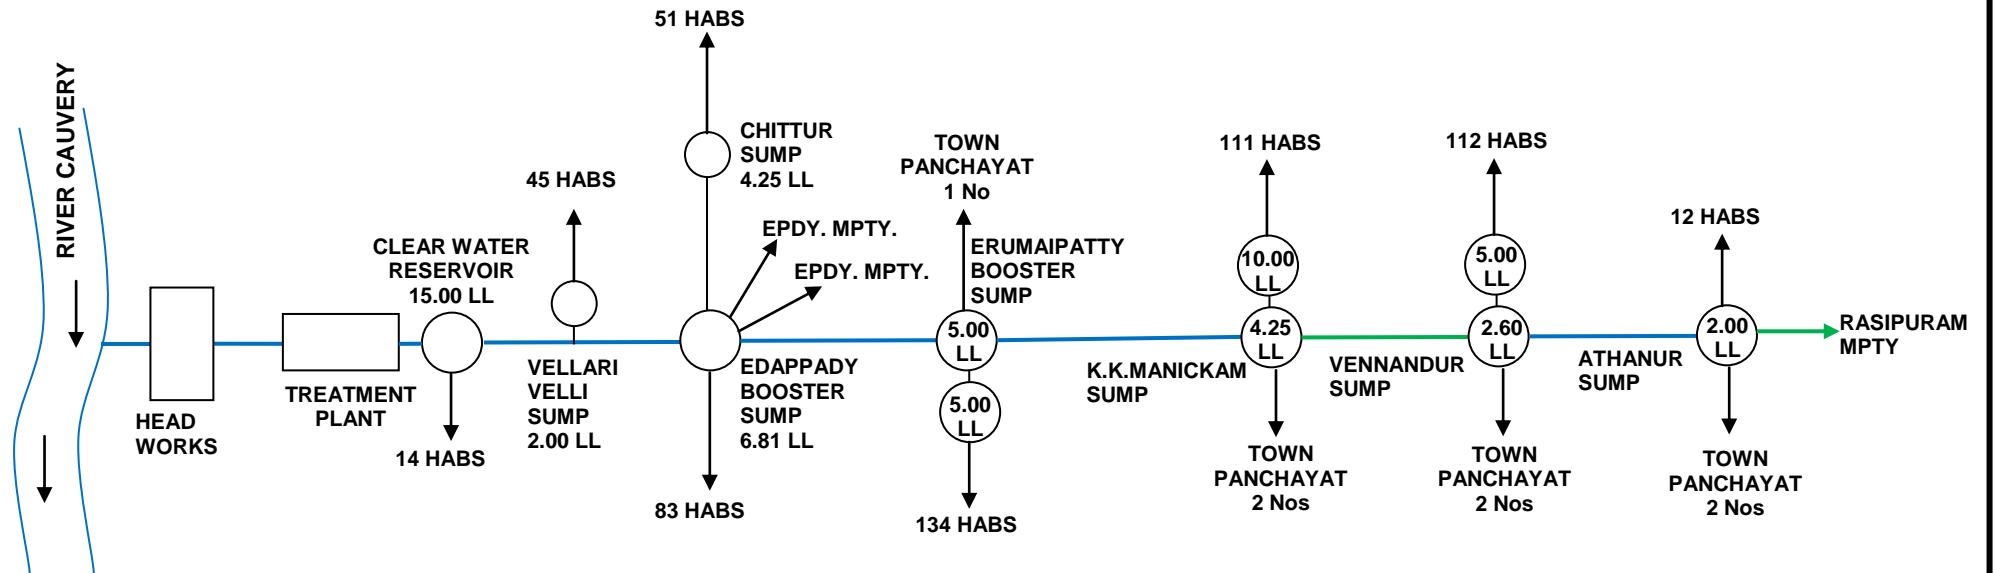 51 HABS
RIVER CAUVERY
CHITTUR
SUMP
4.25 LL
45 HABS
TOWN
PANCHAYAT
1 No
111 HABS
112 HABS
12 HABS
CLEAR WATER
RESERVOIR
15.00 LL
EPDY. MPTY.
EPDY. MPTY.
ERUMAIPATTY
BOOSTER
SUMP
10.00
LL
5.00
LL
5.00
LL
4.25
LL
2.60
LL
2.00
LL
RASIPURAM
MPTY
HEAD
WORKS
TREATMENT
PLANT
14 HABS
VELLARI
VELLI
SUMP
2.00 LL
EDAPPADY
BOOSTER
SUMP
6.81 LL
5.00
LL
K.K.MANICKAM
SUMP
VENNANDUR
SUMP
ATHANUR
SUMP
83 HABS
134 HABS
TOWN
PANCHAYAT
2 Nos
TOWN
PANCHAYAT
2 Nos
TOWN
PANCHAYAT
2 Nos